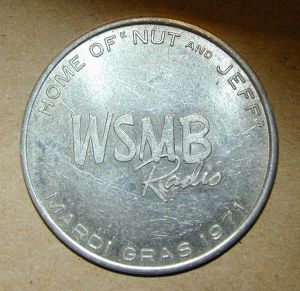 HOME OF "NUT AND JEFF"
WSMB
Radio
MARDI GRAS 1971